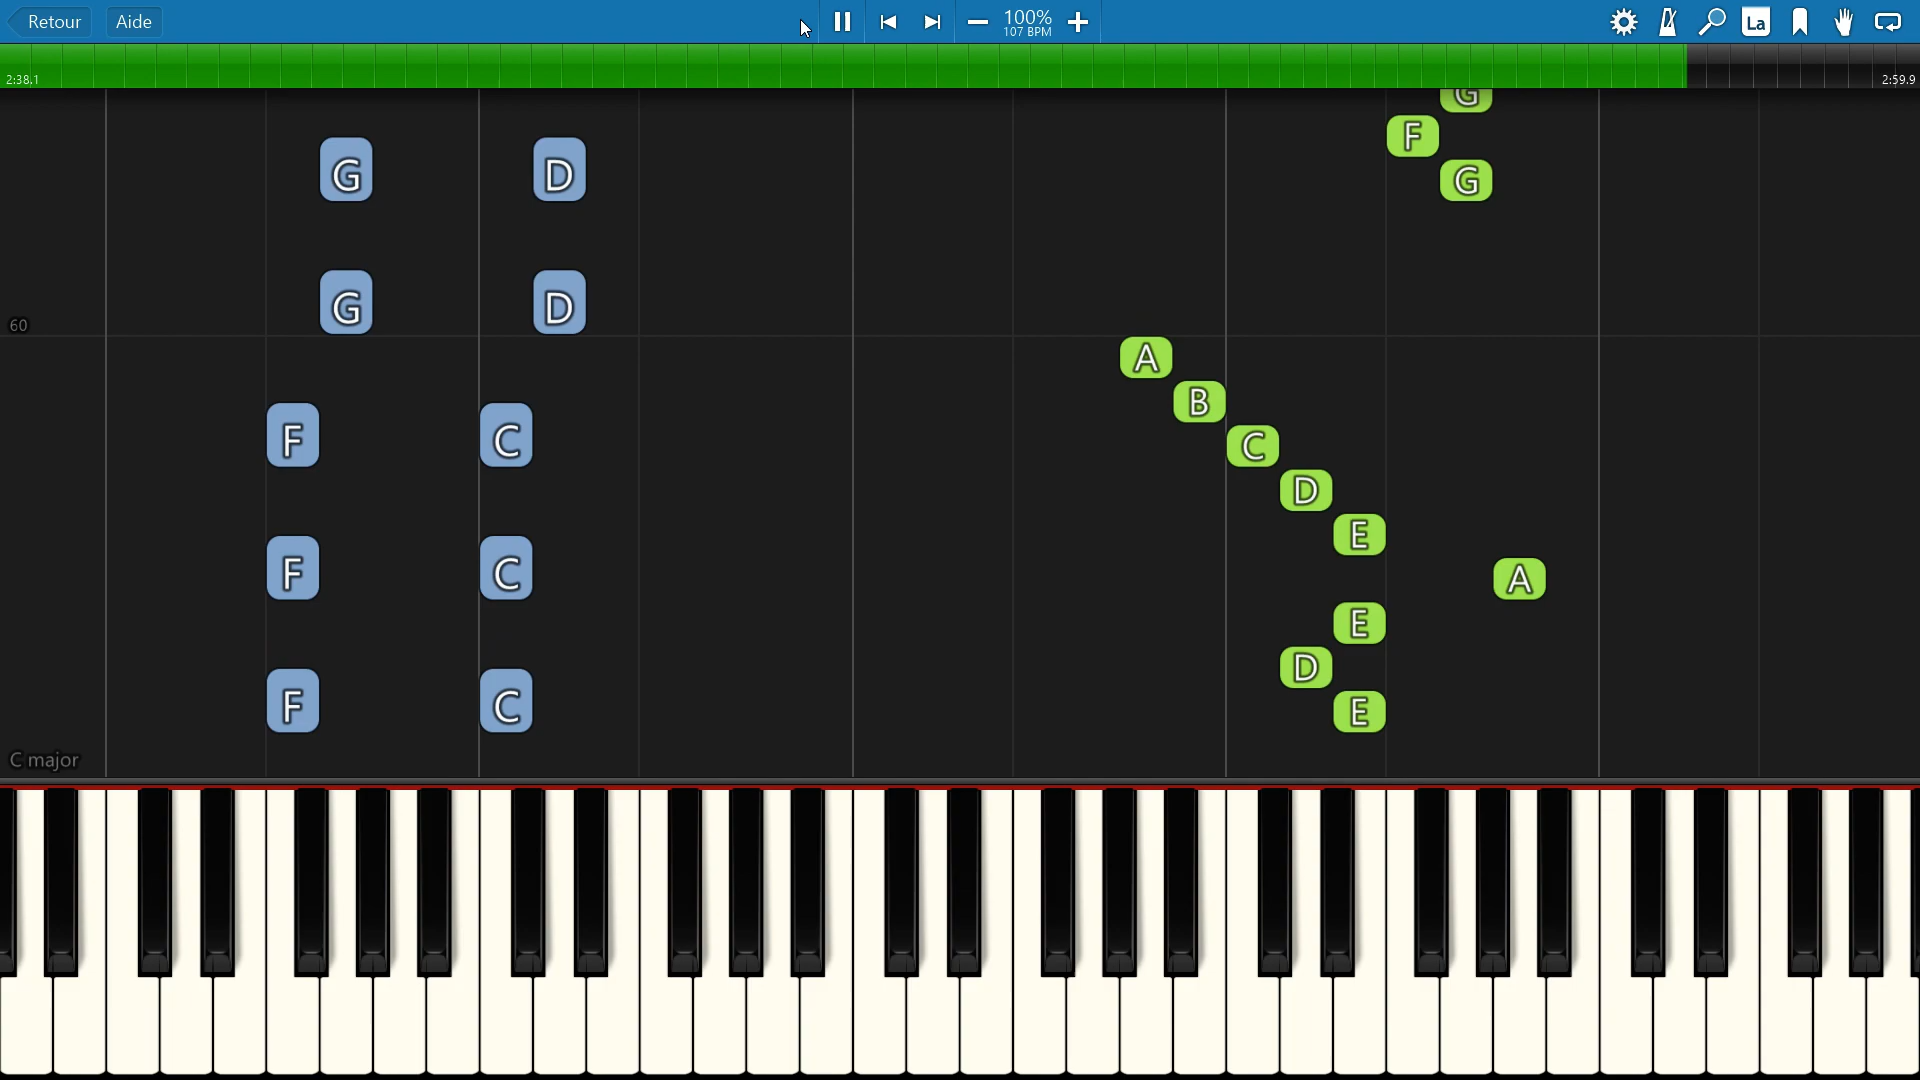 Retour Aide 100% La
107 BPM
2:38.1 2:59.9
G
F
G D G
G D
60
A
B
F C C
D
E
F C A
E
D
F C E
C major